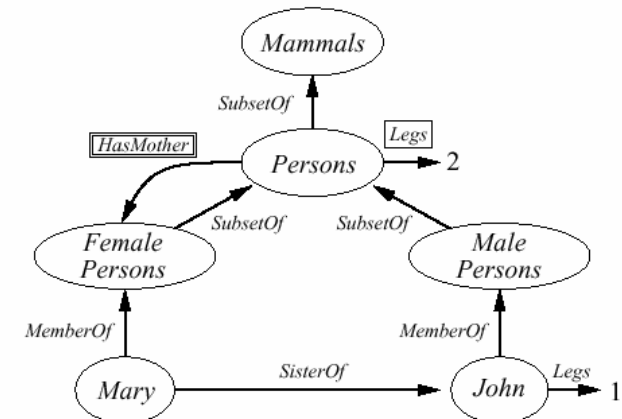 Mammals
SubsetOf
HasMother
Legs
Persons
2
SubsetOf
SubsetOf
Female
Persons
Male
Persons
MemberOf
MemberOf
Mary
SisterOf
John
Legs
1